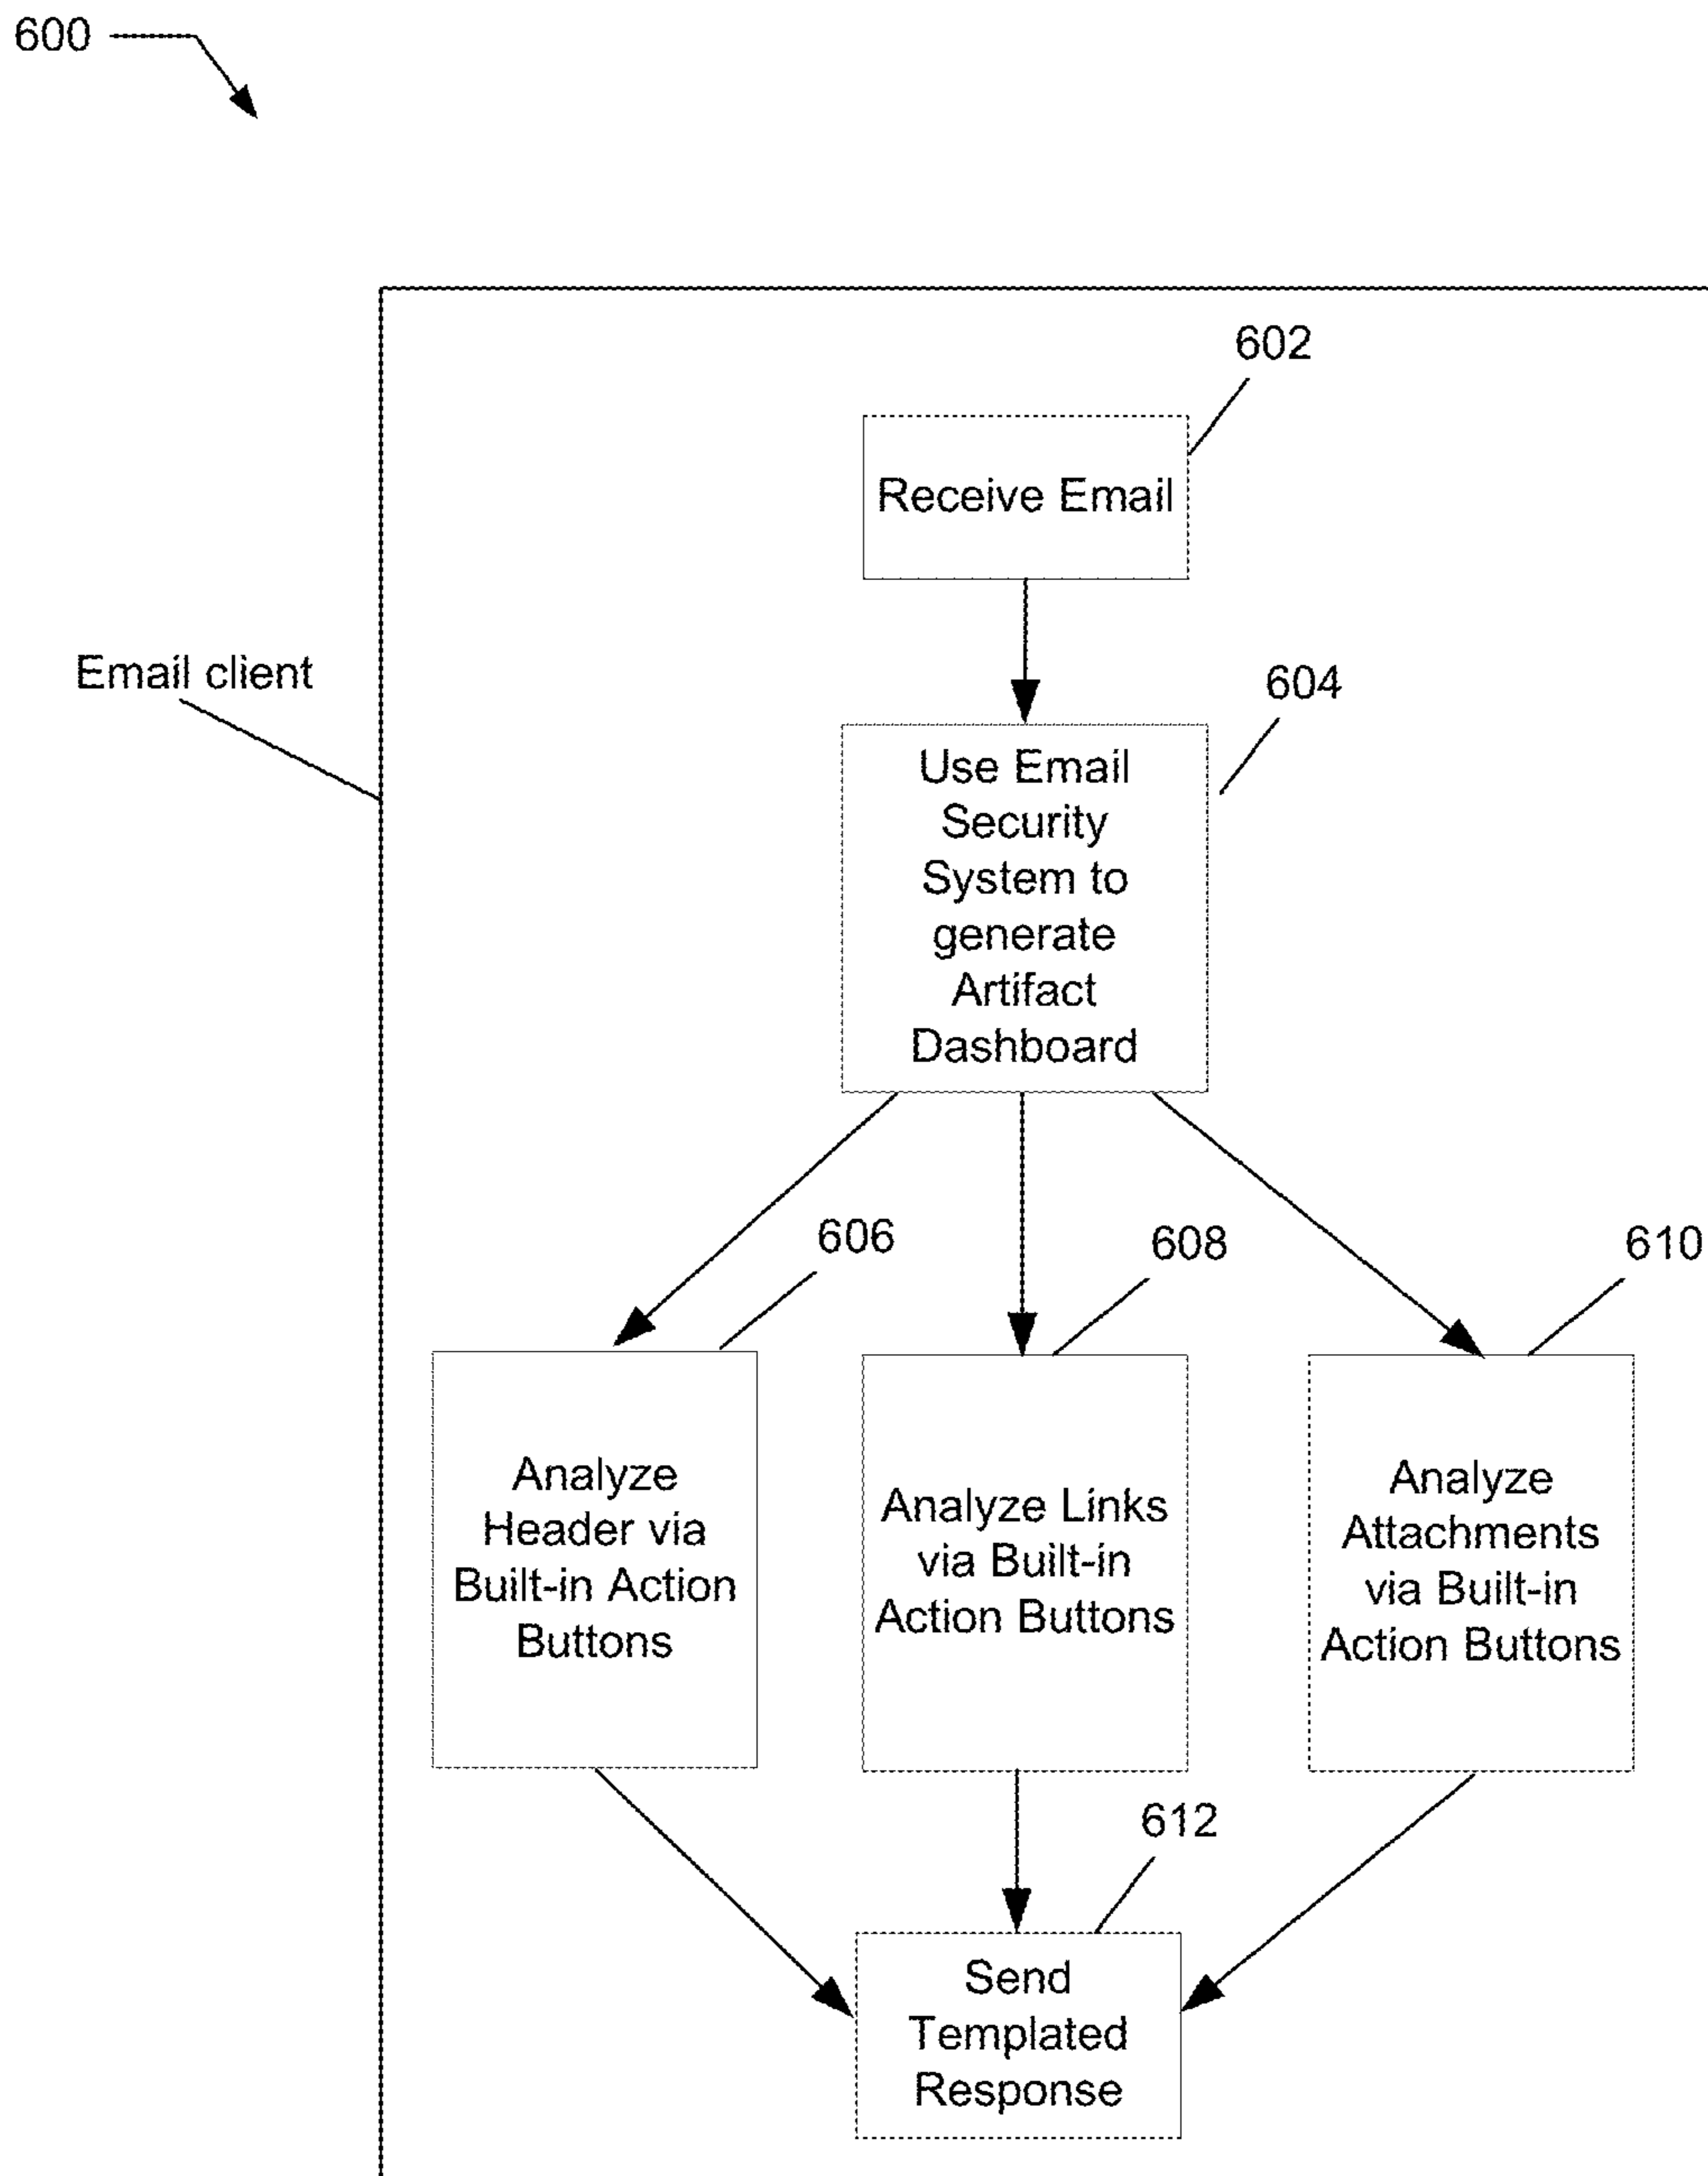 600
602
Receive Email
Email client
604
Use Email
Security
System to
generate
Artifact
Dashboard
606
608
610
Analyze
Header via
Built-in Action
Buttons
Analyze Links
via Built-in
Action Buttons
Analyze
Attachments
via Built-in
Action Buttons
612
Send
Templated
Response